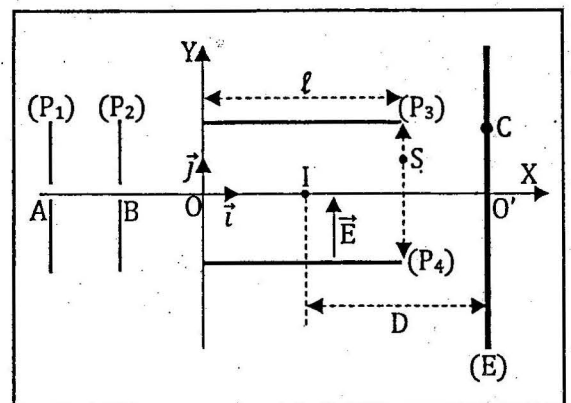 Y
ℓ
(P₁) (P₂) (P₃)
C
S
j⃗ I X
A B O i⃗ E⃗ O'
(P₄)
D
(E)